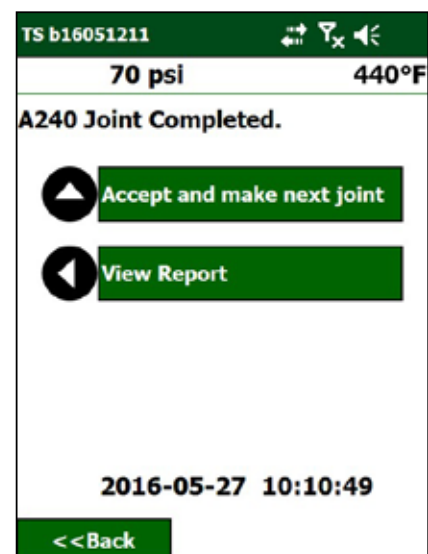 TS b16051211
70 psi 440°F
A240 Joint Completed.
Accept and make next joint
View Report
2016-05-27 10:10:49
<<Back